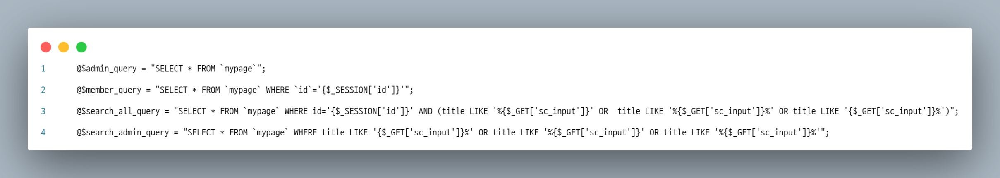 1 @$admin_query = "SELECT * FROM `mypage`";
2 @$member_query = "SELECT * FROM `mypage` WHERE `id`='{$_SESSION['id']}'";
3 @$search_all_query = "SELECT * FROM `mypage` WHERE id='{$_SESSION['id']}' AND (title LIKE '%{$_GET['sc_input']}' OR  title LIKE '%{$_GET['sc_input']}%' OR title LIKE '{$_GET['sc_input']}%')";
4 @$search_admin_query = "SELECT * FROM `mypage` WHERE title LIKE '{$_GET['sc_input']}%' OR title LIKE '%{$_GET['sc_input']}' OR title LIKE '%{$_GET['sc_input']}%'";